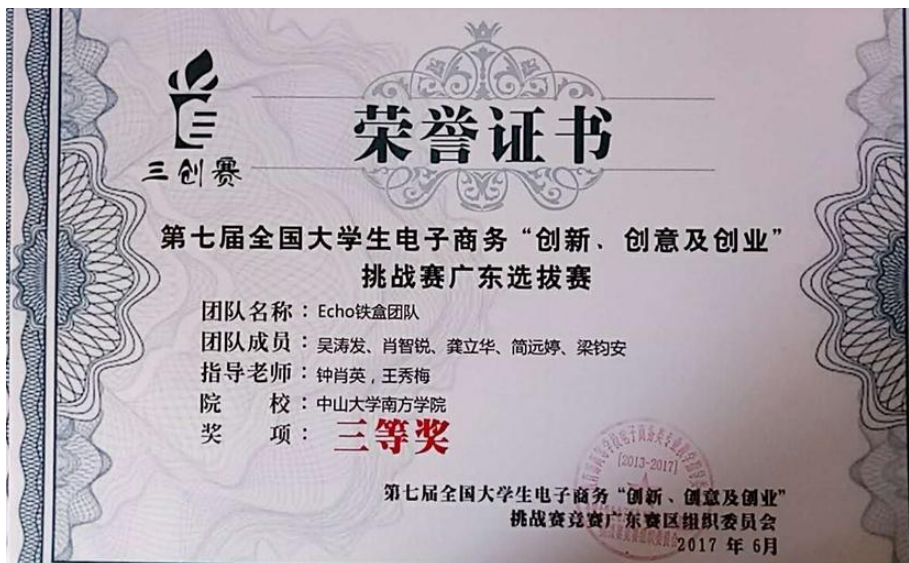 三创赛
荣誉证书
第七届全国大学生电子商务“创新、创意及创业”
挑战赛广东选拔赛
团队名称：Echo铁盒团队
团队成员：吴涛发、肖智锐、龚立华、简远婷、梁钧安
指导老师：钟肖英，王秀梅
院 校：中山大学南方学院
奖 项：三等奖
[2013-2017]
第七届全国大学生电子商务“创新、创意及创业”
挑战赛竞赛广东赛区组织委员会
2017 年 6月